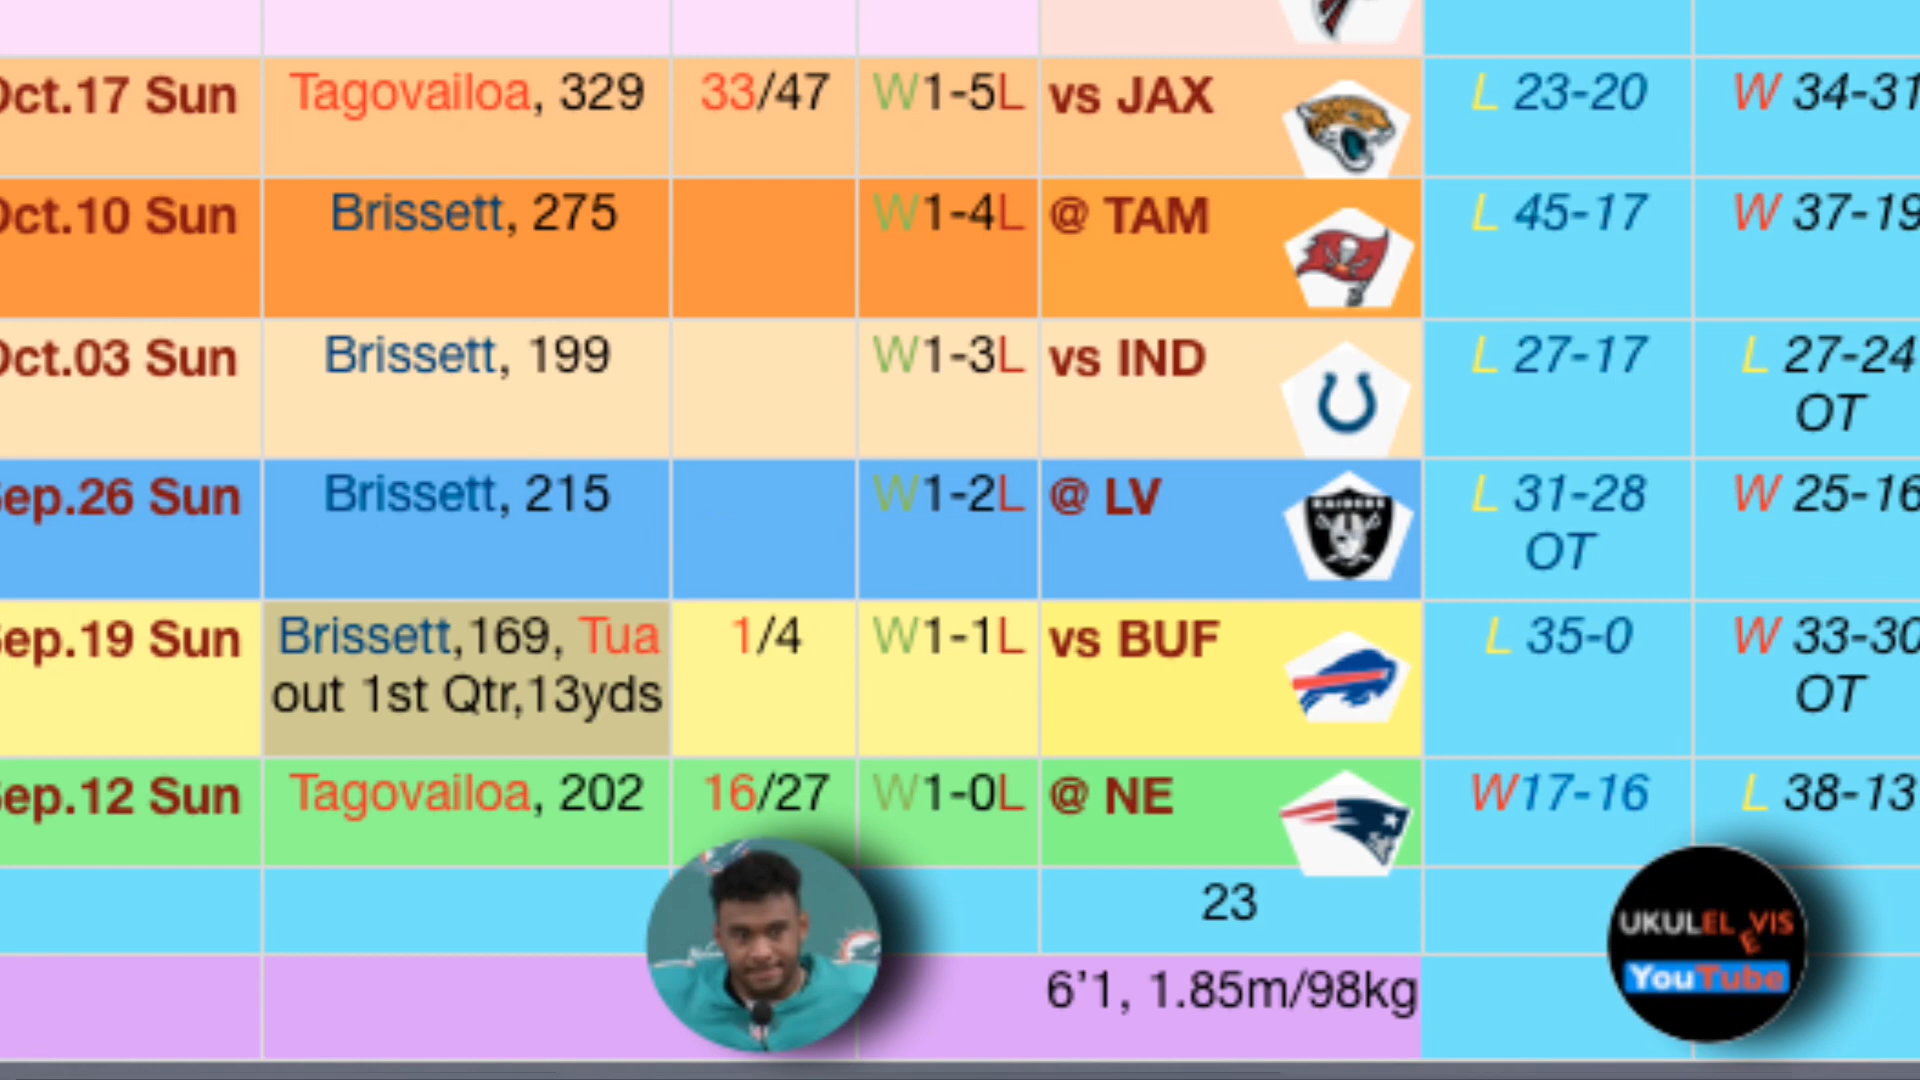 Oct.17 Sun Tagovailoa, 329 33/47 W1-5L vs JAX L 23-20 W 34-31
Oct.10 Sun Brissett, 275 W1-4L @ TAM L 45-17 W 37-19
Oct.03 Sun Brissett, 199 W1-3L vs IND L 27-17 L 27-24
OT
Sep.26 Sun Brissett, 215 W1-2L @ LV RAIDERS L 31-28 W 25-16
OT
Sep.19 Sun Brissett,169, Tua 1/4 W1-1L vs BUF L 35-0 W 33-30
out 1st Qtr,13yds OT
Sep.12 Sun Tagovailoa, 202 16/27 W1-0L @ NE W17-16 L 38-13
23
UKULELEVIS
YouTube
6'1, 1.85m/98kg